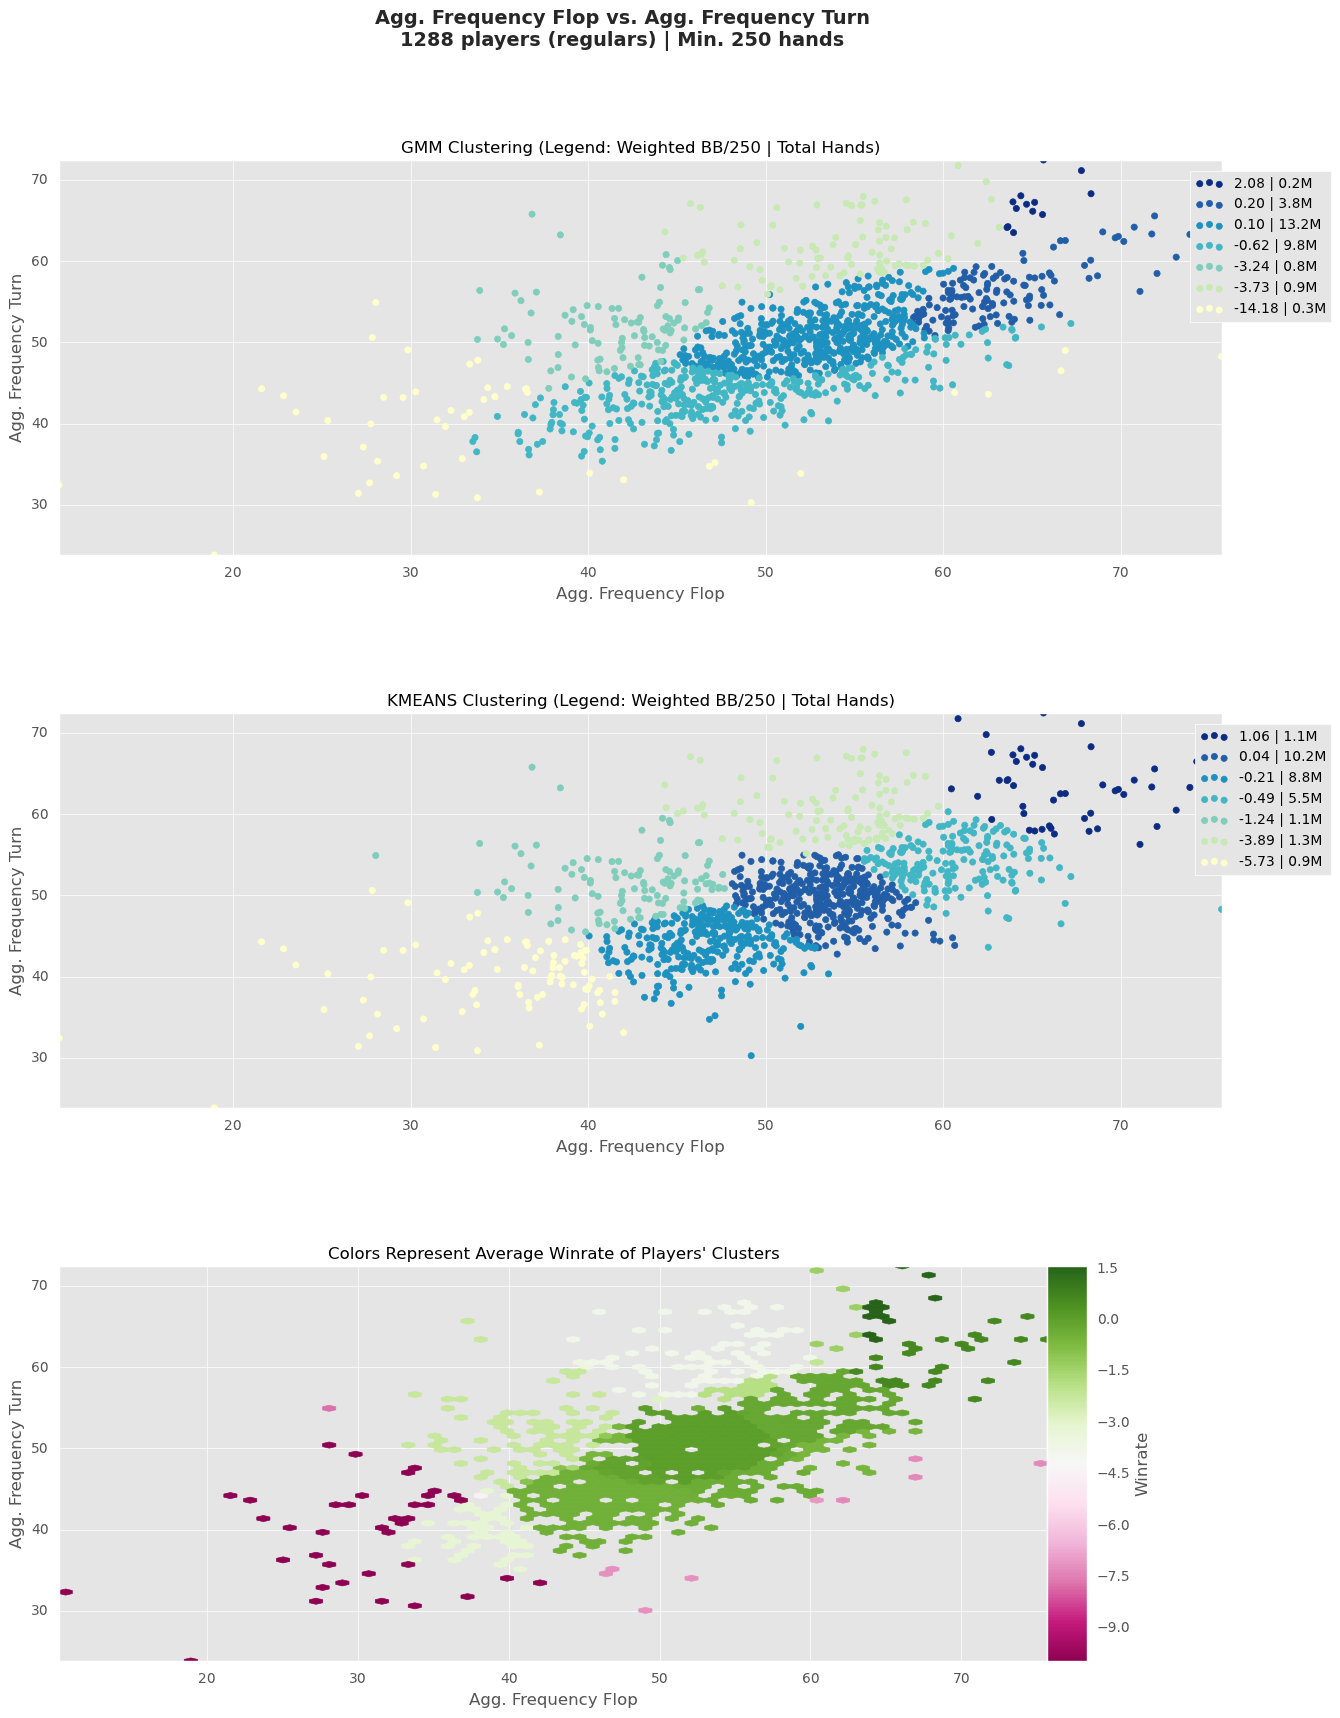 Agg. Frequency Flop vs. Agg. Frequency Turn
1288 players (regulars) | Min. 250 hands
GMM Clustering (Legend: Weighted BB/250 | Total Hands)
70
60
50
40
30
Agg. Frequency Turn
20
30
40
50
60
70
Agg. Frequency Flop
2.08 | 0.2M
0.20 | 3.8M
0.10 | 13.2M
-0.62 | 9.8M
-3.24 | 0.8M
-3.73 | 0.9M
-14.18 | 0.3M
KMEANS Clustering (Legend: Weighted BB/250 | Total Hands)
70
60
50
40
30
Agg. Frequency Turn
20
30
40
50
60
70
Agg. Frequency Flop
1.06 | 1.1M
0.04 | 10.2M
-0.21 | 8.8M
-0.49 | 5.5M
-1.24 | 1.1M
-3.89 | 1.3M
-5.73 | 0.9M
Colors Represent Average Winrate of Players' Clusters
70
60
50
40
30
Agg. Frequency Turn
20
30
40
50
60
70
Agg. Frequency Flop
1.5
0.0
−1.5
−3.0
−4.5
−6.0
−7.5
−9.0
Winrate